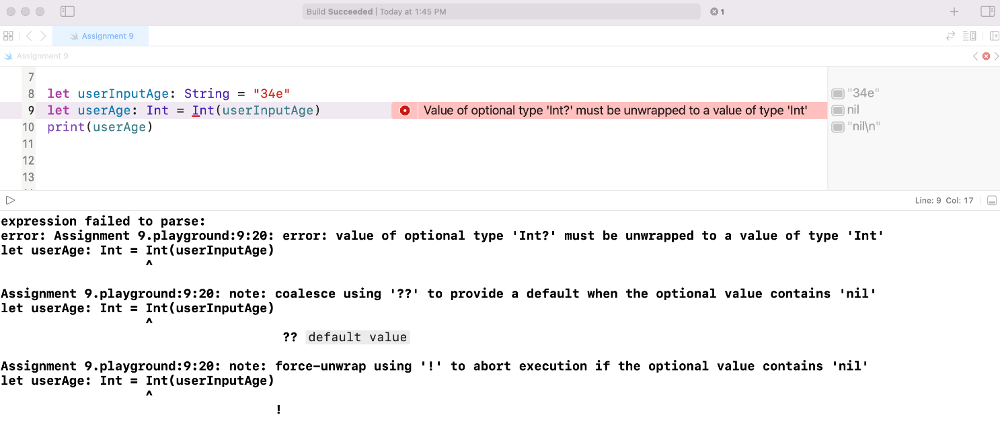 Build Succeeded | Today at 1:45 PM
1
Assignment 9
Assignment 9
7
8 let userInputAge: String = "34e"
"34e"
9 let userAge: Int = Int(userInputAge)
Value of optional type 'Int?' must be unwrapped to a value of type 'Int'
nil
10 print(userAge)
"nil\n"
11
12
13
Line: 9 Col: 17
expression failed to parse:
error: Assignment 9.playground:9:20: error: value of optional type 'Int?' must be unwrapped to a value of type 'Int'
let userAge: Int = Int(userInputAge)
^
Assignment 9.playground:9:20: note: coalesce using '??' to provide a default when the optional value contains 'nil'
let userAge: Int = Int(userInputAge)
^
?? default value
Assignment 9.playground:9:20: note: force-unwrap using '!' to abort execution if the optional value contains 'nil'
let userAge: Int = Int(userInputAge)
^
!